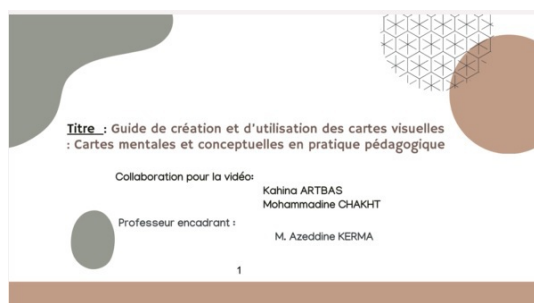 Titre : Guide de création et d'utilisation des cartes visuelles
: Cartes mentales et conceptuelles en pratique pédagogique
Collaboration pour la vidéo:
Kahina ARTBAS
Mohammadine CHAKHT
Professeur encadrant :
M. Azeddine KERMA
1